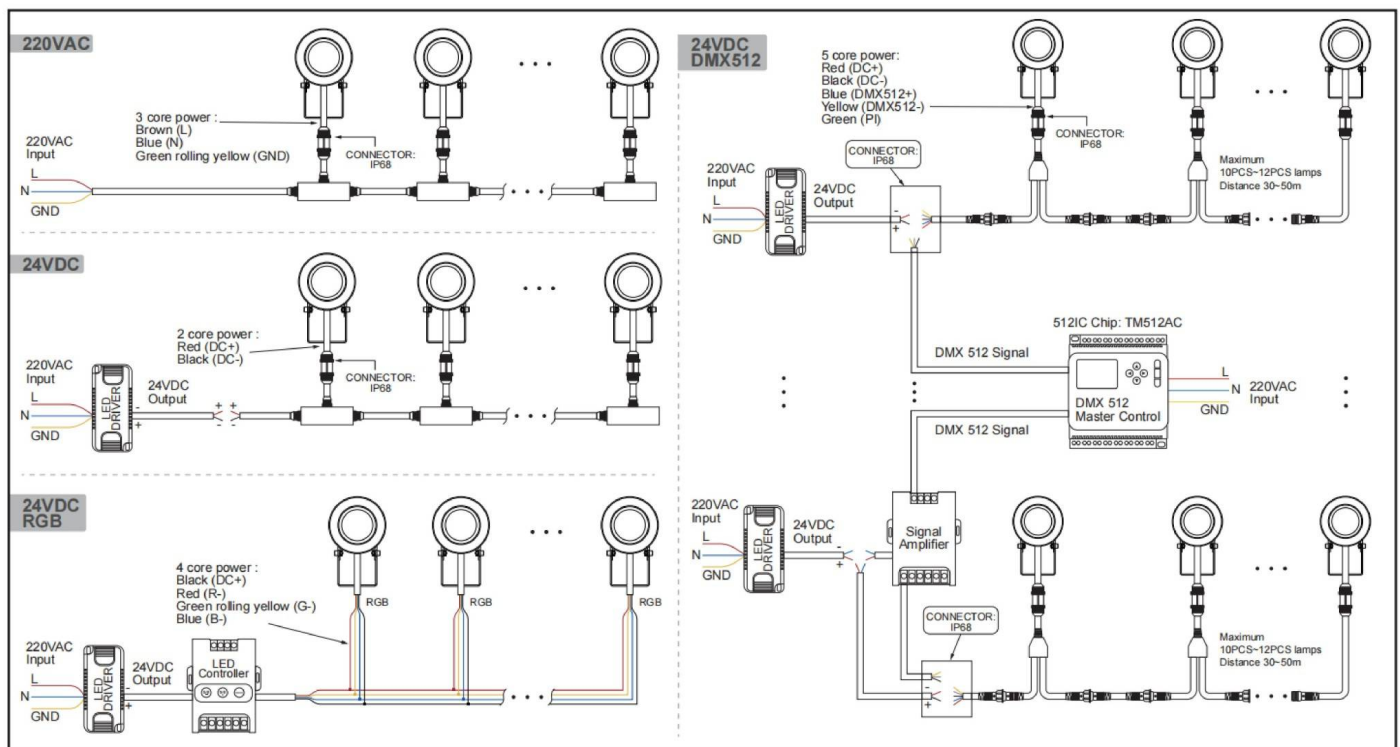 220VAC
3 core power :
Brown (L)
Blue (N)
Green rolling yellow (GND)
CONNECTOR:
IP68
220VAC
Input
L
N
GND
24VDC
2 core power :
Red (DC+)
Black (DC-)
CONNECTOR:
IP68
220VAC
Input
L
N
GND
LED
DRIVER
24VDC
Output
-
+
+ +
- -
24VDC
RGB
4 core power :
Black (DC+)
Red (R-)
Green rolling yellow (G-)
Blue (B-)
RGB
RGB
RGB
220VAC
Input
L
N
GND
LED
DRIVER
24VDC
Output
-
+
LED
Controller
24VDC
DMX512
5 core power:
Red (DC+)
Black (DC-)
Blue (DMX512+)
Yellow (DMX512-)
Green (PI)
CONNECTOR:
IP68
CONNECTOR:
IP68
Maximum
10PCS~12PCS lamps
Distance 30~50m
220VAC
Input
L
N
GND
LED
DRIVER
24VDC
Output
-
+
512IC Chip: TM512AC
DMX 512 Signal
DMX 512
Master Control
L
N
GND
220VAC
Input
DMX 512 Signal
220VAC
Input
L
N
GND
LED
DRIVER
24VDC
Output
-
+
Signal
Amplifier
CONNECTOR:
IP68
-
+
Maximum
10PCS~12PCS lamps
Distance 30~50m